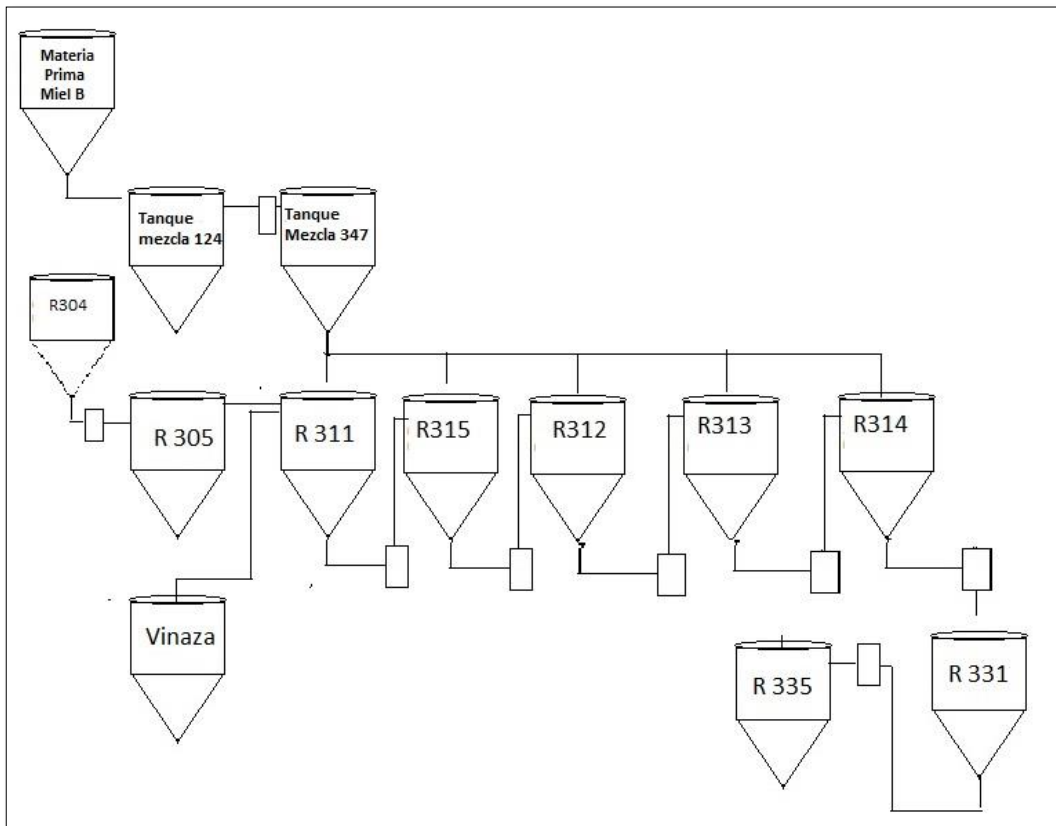 Materia
Prima
Miel B
Tanque
mezcla 124
Tanque
Mezcla 347
R304
R 305
R 311
R315
R312
R313
R314
Vinaza
R 335
R 331